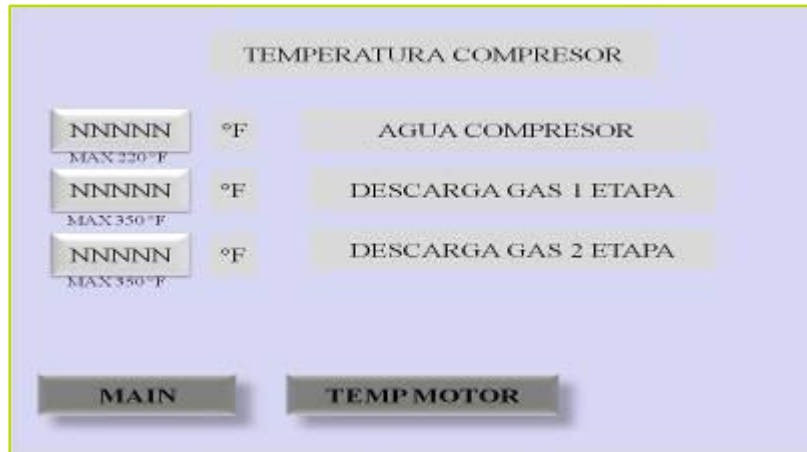 TEMPERATURA COMPRESOR
NNNNN °F AGUA COMPRESOR
MAX 220 °F
NNNNN °F DESCARGA GAS 1 ETAPA
MAX 350 °F
NNNNN °F DESCARGA GAS 2 ETAPA
MAX 350 °F
MAIN TEMP MOTOR